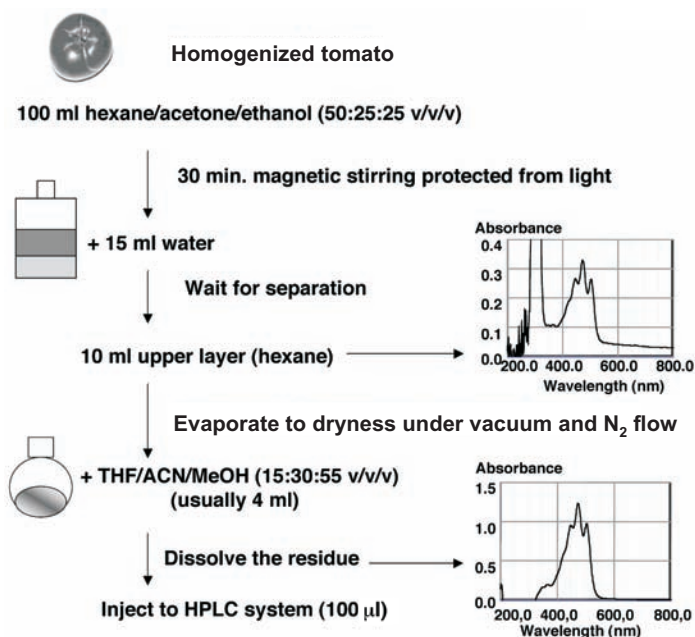 Homogenized tomato
100 ml hexane/acetone/ethanol (50:25:25 v/v/v)
30 min. magnetic stirring protected from light
+ 15 ml water
Wait for separation
10 ml upper layer (hexane)
Absorbance
0.4
0.3
0.2
0.1
0.0
200.0 400.0 600.0 800.0
Wavelength (nm)
Evaporate to dryness under vacuum and N₂ flow
+ THF/ACN/MeOH (15:30:55 v/v/v)
(usually 4 ml)
Dissolve the residue
Inject to HPLC system (100 µl)
Absorbance
1.5
1.0
0.5
0.0
200,0 400,0 600,0 800,0
Wavelength (nm)